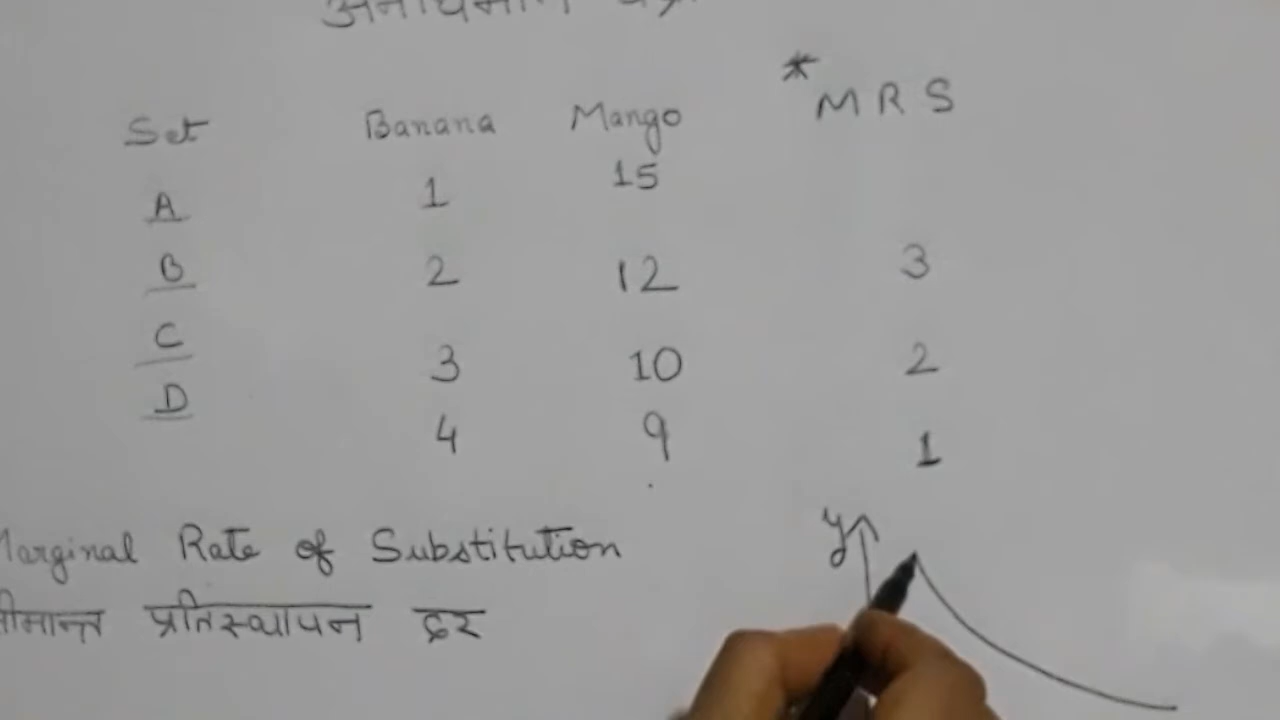 Set Banana Mango *MRS
A 1 15
B 2 12 3
C 3 10 2
D 4 9 1
y
Marginal Rate of Substitution
सीमान्त प्रतिस्थापन दर